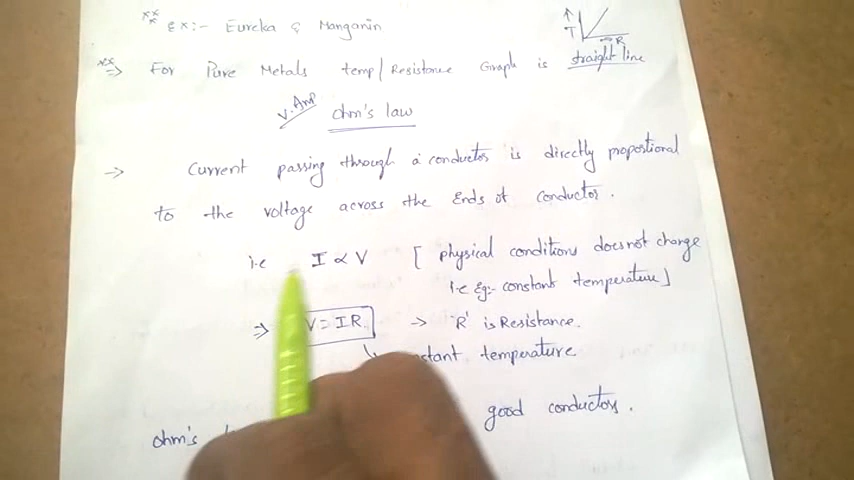 ** * Ex:- Eureka & Manganin
T R
** => For Pure Metals temp/Resistance Graph is straight line
V. Imp Ohm's law
-> Current passing through a conductor is directly proportional
to the voltage across the Ends of conductor.
i.e I ∝ V [ physical conditions doesnot change
i.e Eg:- constant temperature]
=> V = IR. -> 'R' is Resistance.
constant temperature
ohm's good conductors.